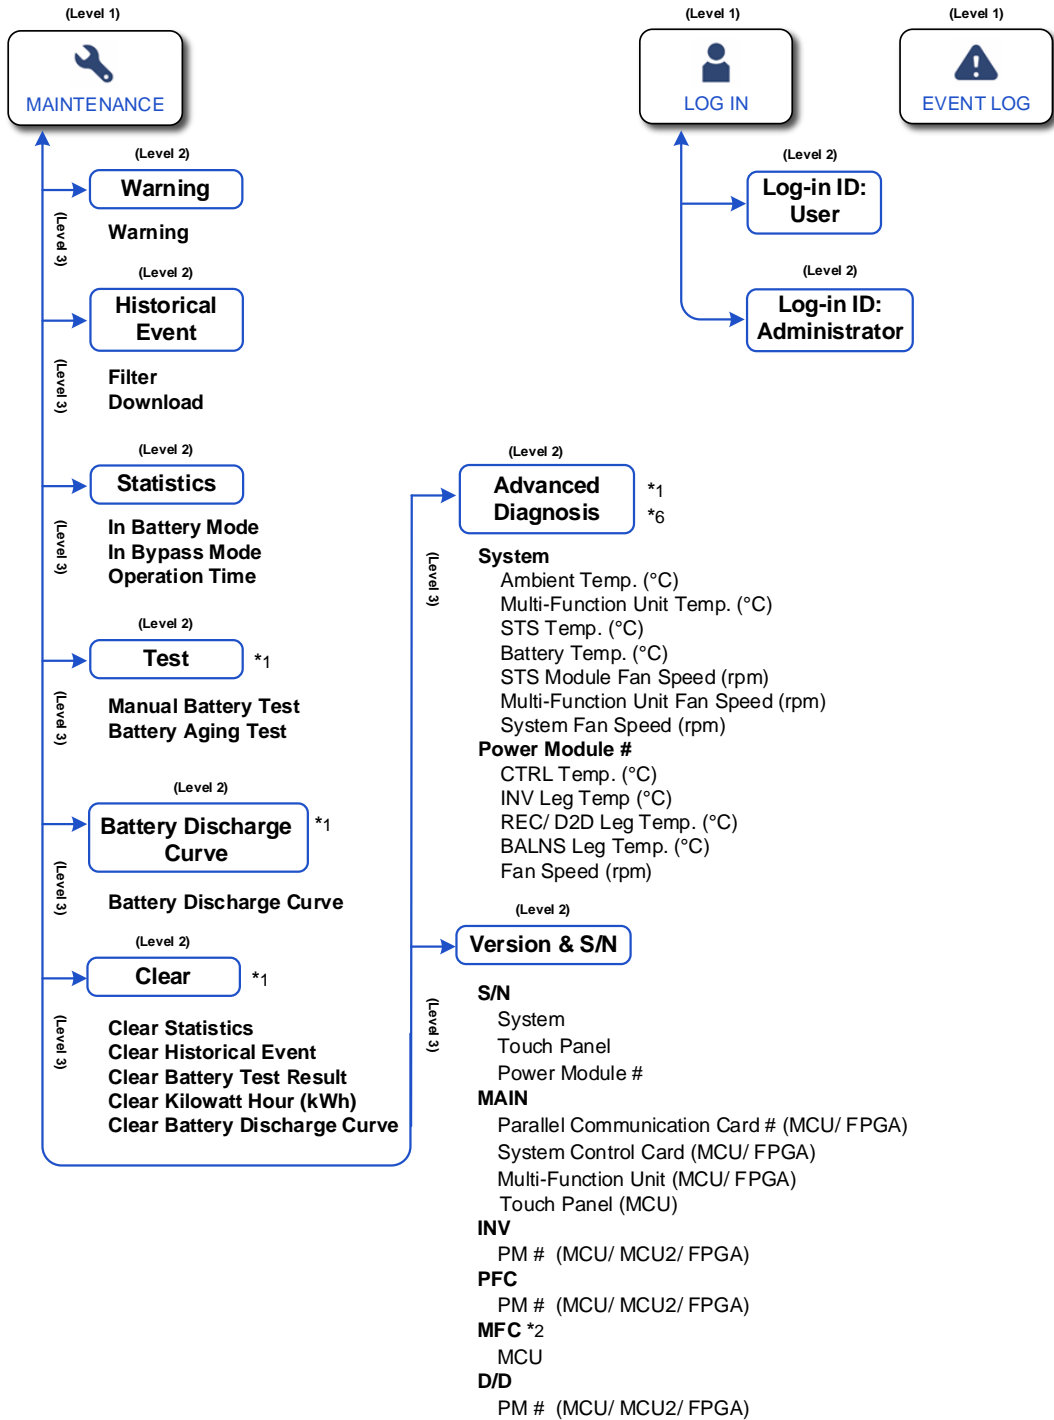 (Level 1)
MAINTENANCE
(Level 2)
Warning
(Level 3)
Warning
(Level 2)
Historical
Event
(Level 3)
Filter
Download
(Level 2)
Statistics
(Level 3)
In Battery Mode
In Bypass Mode
Operation Time
(Level 2)
Test
*1
(Level 3)
Manual Battery Test
Battery Aging Test
(Level 2)
Battery Discharge
Curve
*1
(Level 3)
Battery Discharge Curve
(Level 2)
Clear
*1
(Level 3)
Clear Statistics
Clear Historical Event
Clear Battery Test Result
Clear Kilowatt Hour (kWh)
Clear Battery Discharge Curve
(Level 2)
Advanced
Diagnosis
*1
*6
(Level 3)
System
Ambient Temp. (°C)
Multi-Function Unit Temp. (°C)
STS Temp. (°C)
Battery Temp. (°C)
STS Module Fan Speed (rpm)
Multi-Function Unit Fan Speed (rpm)
System Fan Speed (rpm)
Power Module #
CTRL Temp. (°C)
INV Leg Temp (°C)
REC/ D2D Leg Temp. (°C)
BALNS Leg Temp. (°C)
Fan Speed (rpm)
(Level 2)
Version & S/N
(Level 3)
S/N
System
Touch Panel
Power Module #
MAIN
Parallel Communication Card # (MCU/ FPGA)
System Control Card (MCU/ FPGA)
Multi-Function Unit (MCU/ FPGA)
Touch Panel (MCU)
INV
PM # (MCU/ MCU2/ FPGA)
PFC
PM # (MCU/ MCU2/ FPGA)
MFC *2
MCU
D/D
PM # (MCU/ MCU2/ FPGA)
(Level 1)
LOG IN
(Level 2)
Log-in ID:
User
(Level 2)
Log-in ID:
Administrator
(Level 1)
EVENT LOG